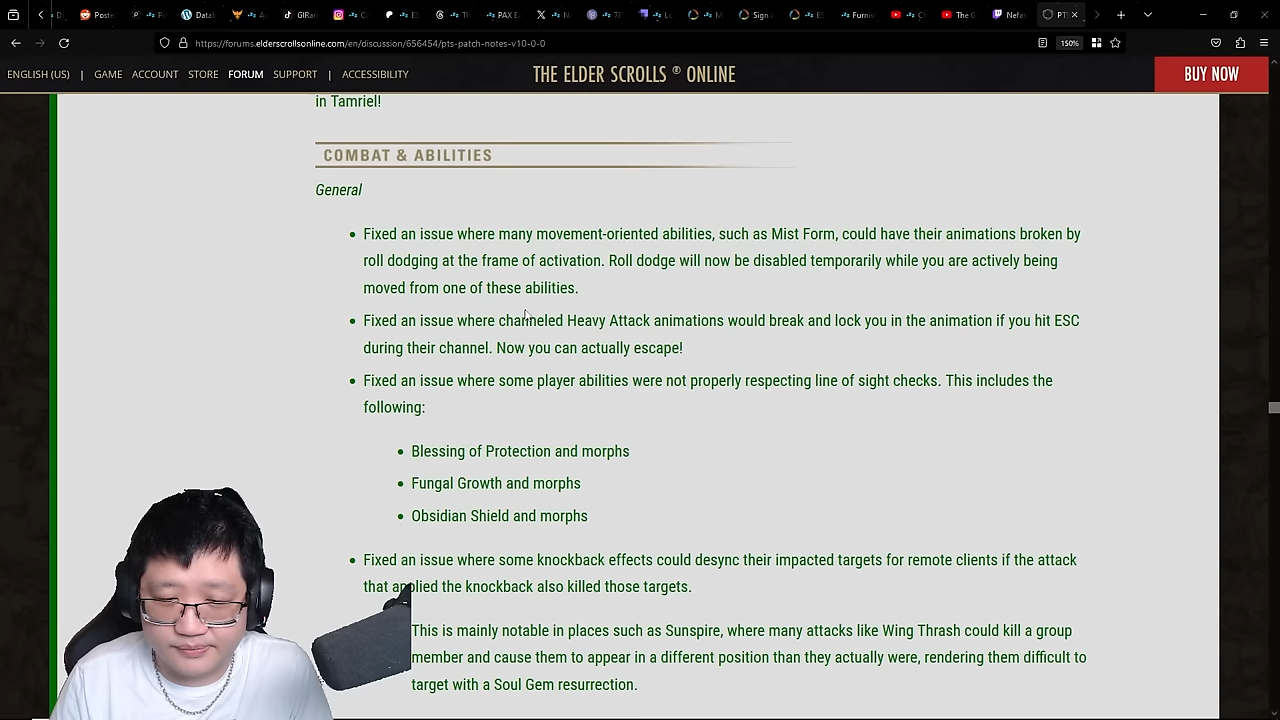 Poste
Datab
GIRan
PAX Ea
Sign i
Furnis
The G
Nefas
PTS
https://forums.elderscrollsonline.com/en/discussion/656454/pts-patch-notes-v10-0-0
150%
ENGLISH (US) | GAME ACCOUNT STORE FORUM SUPPORT | ACCESSIBILITY
THE ELDER SCROLLS ® ONLINE
BUY NOW
in Tamriel!
COMBAT & ABILITIES
General
• Fixed an issue where many movement-oriented abilities, such as Mist Form, could have their animations broken by
roll dodging at the frame of activation. Roll dodge will now be disabled temporarily while you are actively being
moved from one of these abilities.
• Fixed an issue where channeled Heavy Attack animations would break and lock you in the animation if you hit ESC
during their channel. Now you can actually escape!
• Fixed an issue where some player abilities were not properly respecting line of sight checks. This includes the
following:
• Blessing of Protection and morphs
• Fungal Growth and morphs
• Obsidian Shield and morphs
• Fixed an issue where some knockback effects could desync their impacted targets for remote clients if the attack
that applied the knockback also killed those targets.
This is mainly notable in places such as Sunspire, where many attacks like Wing Thrash could kill a group
member and cause them to appear in a different position than they actually were, rendering them difficult to
target with a Soul Gem resurrection.